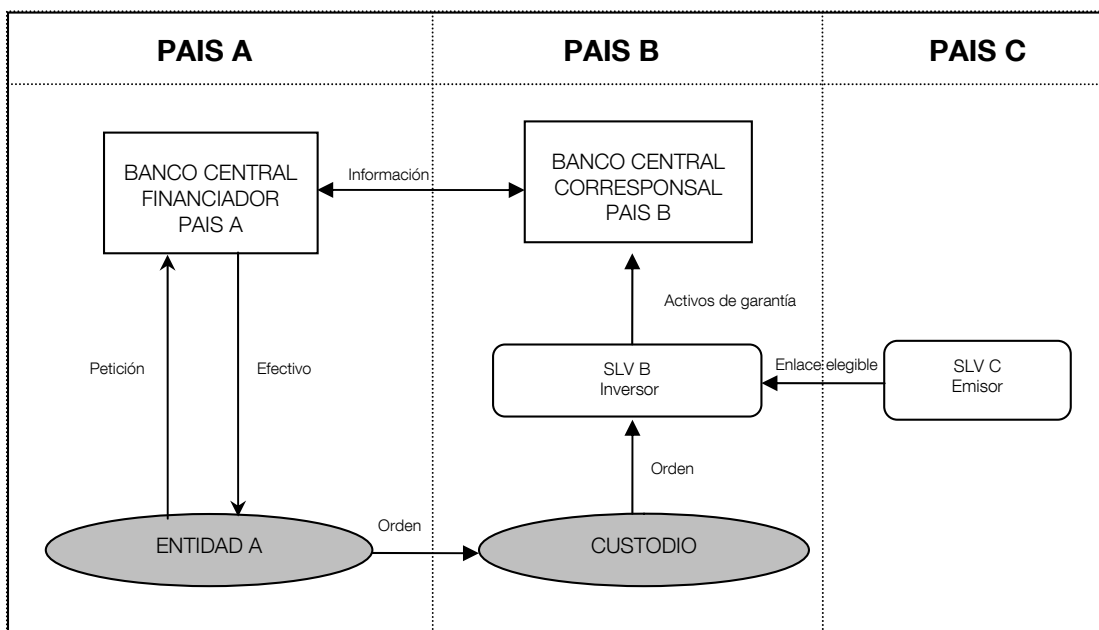 PAIS A
PAIS B
PAIS C
BANCO CENTRAL
FINANCIADOR
PAIS A
Información
BANCO CENTRAL
CORRESPONSAL
PAIS B
Activos de garantía
Petición
Efectivo
SLV B
Inversor
Enlace elegible
SLV C
Emisor
Orden
ENTIDAD A
Orden
CUSTODIO